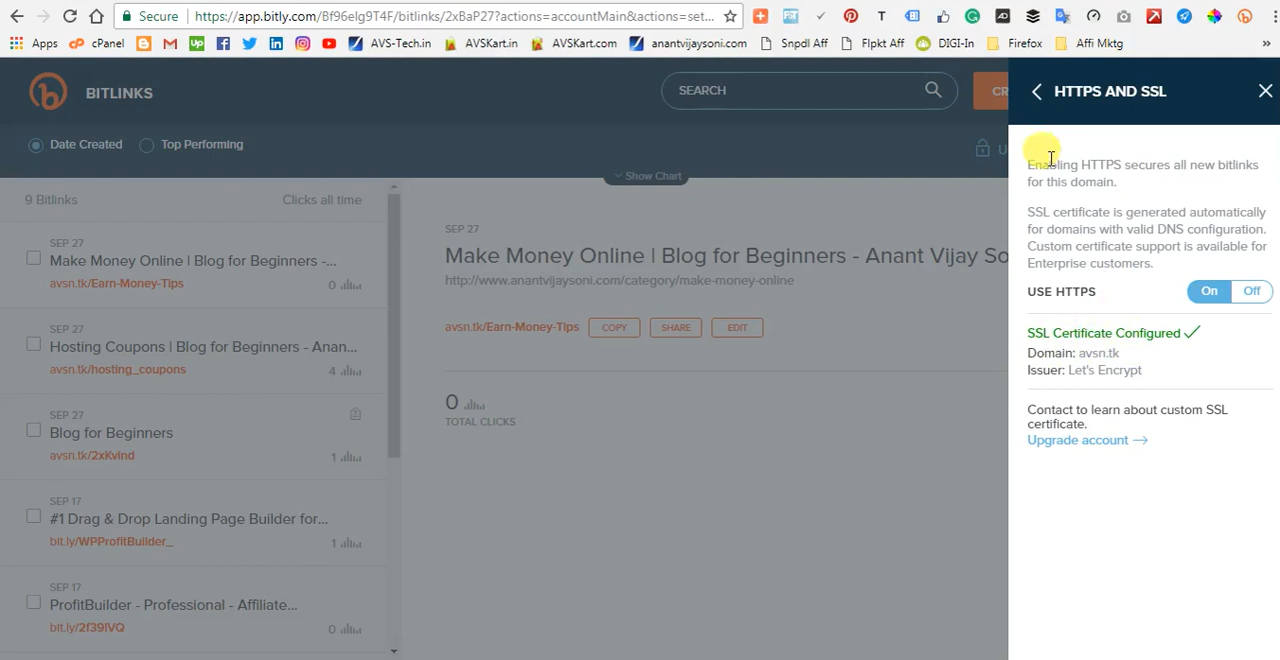 Secure
https://app.bitly.com/Bf96elg9T4F/bitlinks/2xBaP27?actions=accountMain&actions=set...
Apps
cPanel
AVS-Tech.in
AVSKart.in
AVSKart.com
anantvijaysoni.com
Snpdl Aff
Flpkt Aff
DIGI-In
Firefox
Affi Mktg
»
BITLINKS
SEARCH
CR
HTTPS AND SSL
Date Created
Top Performing
U
Show Chart
9 Bitlinks
Clicks all time
SEP 27
Make Money Online | Blog for Beginners -...
avsn.tk/Earn-Money-Tips
0
SEP 27
Hosting Coupons | Blog for Beginners - Anan...
avsn.tk/hosting_coupons
4
SEP 27
Blog for Beginners
avsn.tk/2xKvind
1
SEP 17
#1 Drag & Drop Landing Page Builder for...
bit.ly/WPProfitBuilder_
1
SEP 17
ProfitBuilder - Professional - Affiliate...
bit.ly/2f39IVQ
0
SEP 27
Make Money Online | Blog for Beginners - Anant Vijay So
http://www.anantvijaysoni.com/category/make-money-online
avsn.tk/Earn-Money-Tips
COPY
SHARE
EDIT
0
TOTAL CLICKS
Enabling HTTPS secures all new bitlinks
for this domain.
SSL certificate is generated automatically
for domains with valid DNS configuration.
Custom certificate support is available for
Enterprise customers.
USE HTTPS
On
Off
SSL Certificate Configured
Domain: avsn.tk
Issuer: Let's Encrypt
Contact to learn about custom SSL
certificate.
Upgrade account